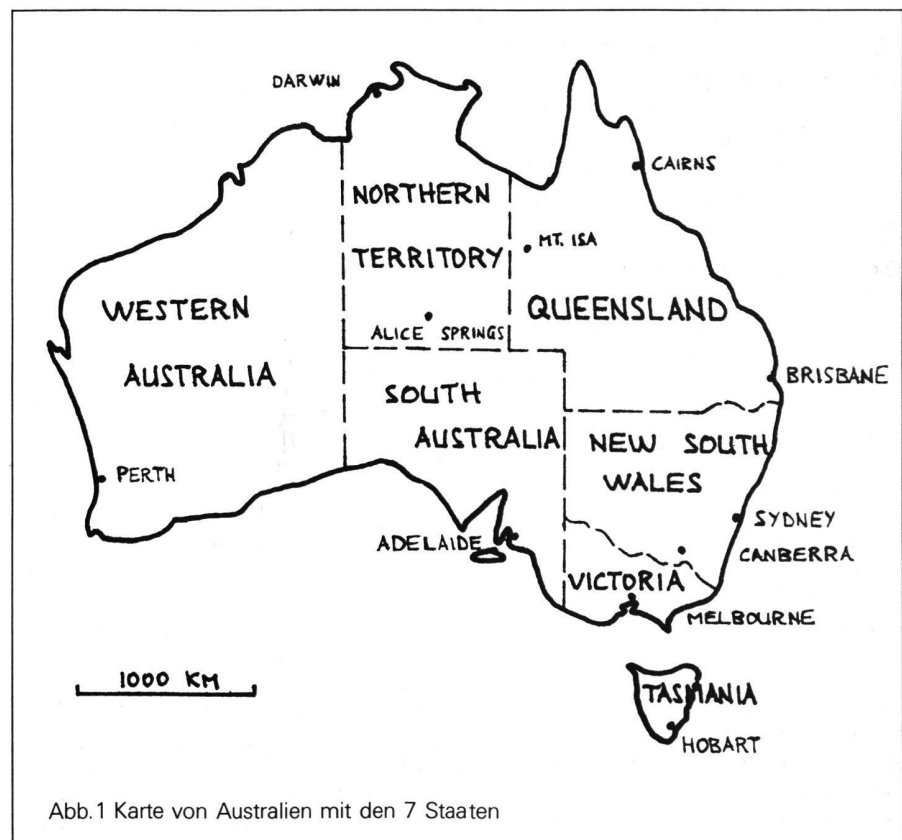 DARWIN
CAIRNS
NORTHERN
TERRITORY
MT. ISA
WESTERN
AUSTRALIA
QUEENSLAND
ALICE SPRINGS
BRISBANE
SOUTH
AUSTRALIA
NEW SOUTH
WALES
PERTH
SYDNEY
ADELAIDE
CANBERRA
VICTORIA
MELBOURNE
1000 KM
TASMANIA
HOBART
Abb.1 Karte von Australien mit den 7 Staaten